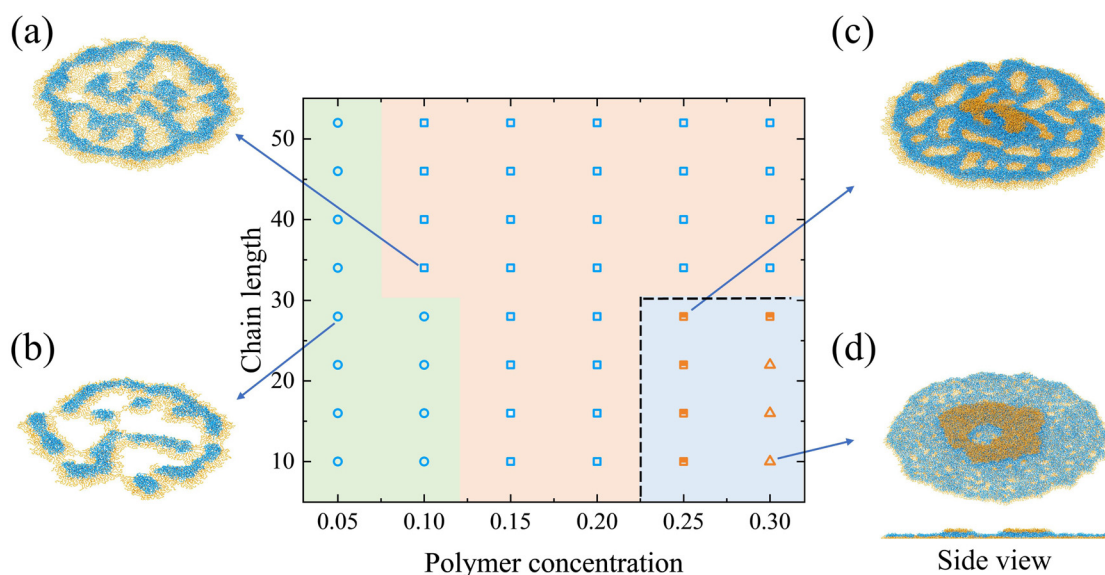 (a)
(c)
50
40
30
20
10
Chain length
(b)
(d)
0.05 0.10 0.15 0.20 0.25 0.30
Polymer concentration
Side view